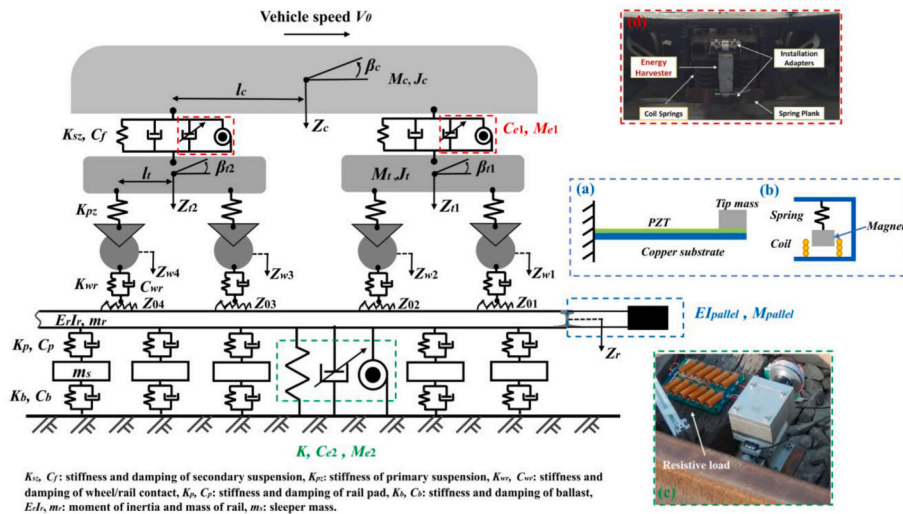 Vehicle speed V0
(d)
Energy
Harvester
Installation
Adapters
Coil Springs
Spring Plank
βc
lc
Mc, Jc
Zc
Ksz, Cf
Ce1, Me1
lt
βt2
Mt ,Jt
βt1
Zt2
Zt1
Kpz
Zw4
Zw3
Zw2
Zw1
Kwr
Cwr
Z04
Z03
Z02
Z01
(a)
(b)
Tip mass
PZT
Copper substrate
Spring
Coil
Magnet
ErIr, mr
EIpallel , Mpallel
Zr
Kp, Cp
ms
Kb, Cb
K, Ce2 , Me2
Resistive load
(c)
Ksz, Cf: stiffness and damping of secondary suspension, Kpz: stiffness of primary suspension, Kwr, Cwr: stiffness and
damping of wheel/rail contact, Kp, Cp: stiffness and damping of rail pad, Kb, Cb: stiffness and damping of ballast,
ErIr, mr: moment of inertia and mass of rail, ms: sleeper mass.